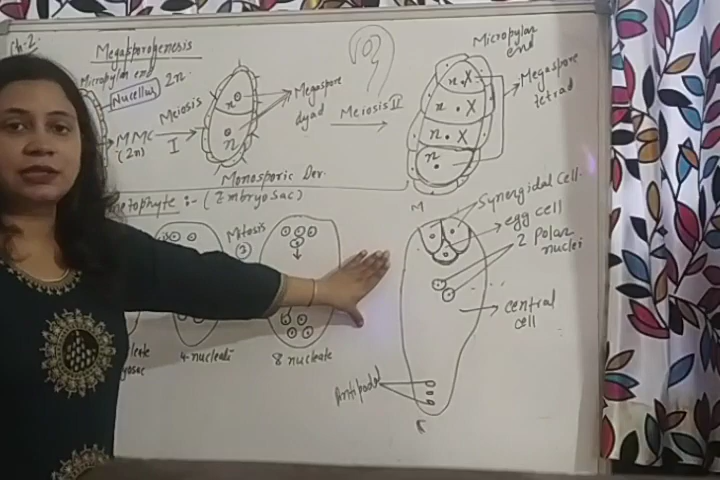 Ch-2:
Megasporogenesis
Micropylar end
Nucellus 2n
MMC
(2n)
Meiosis
I
n
n
Megaspore
dyad
Meiosis II
Micropylar
end
n X
n X
n X
n
Megaspore
tetrad
Monosporic Dev.
(Embryosac)
Mitosis
(3)
4-nucleate
8 nucleate
M
Synergidal cell
egg cell
2 Polar
nuclei
central
cell
Antipodal